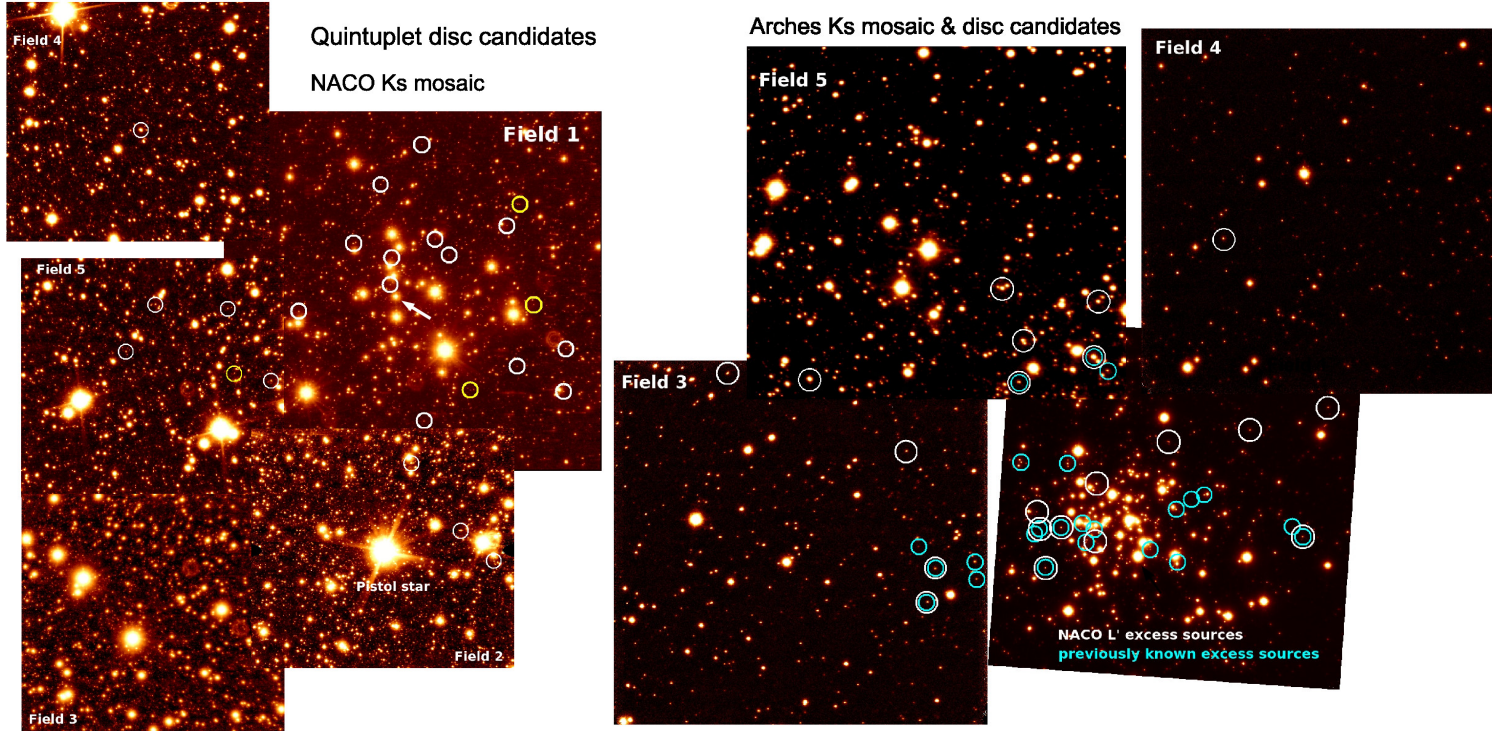 Field 4
Quintuplet disc candidates
NACO Ks mosaic
Field 1
Field 5
Pistol star
Field 2
Field 3
Arches Ks mosaic & disc candidates
Field 4
Field 5
Field 3
NACO L' excess sources
previously known excess sources